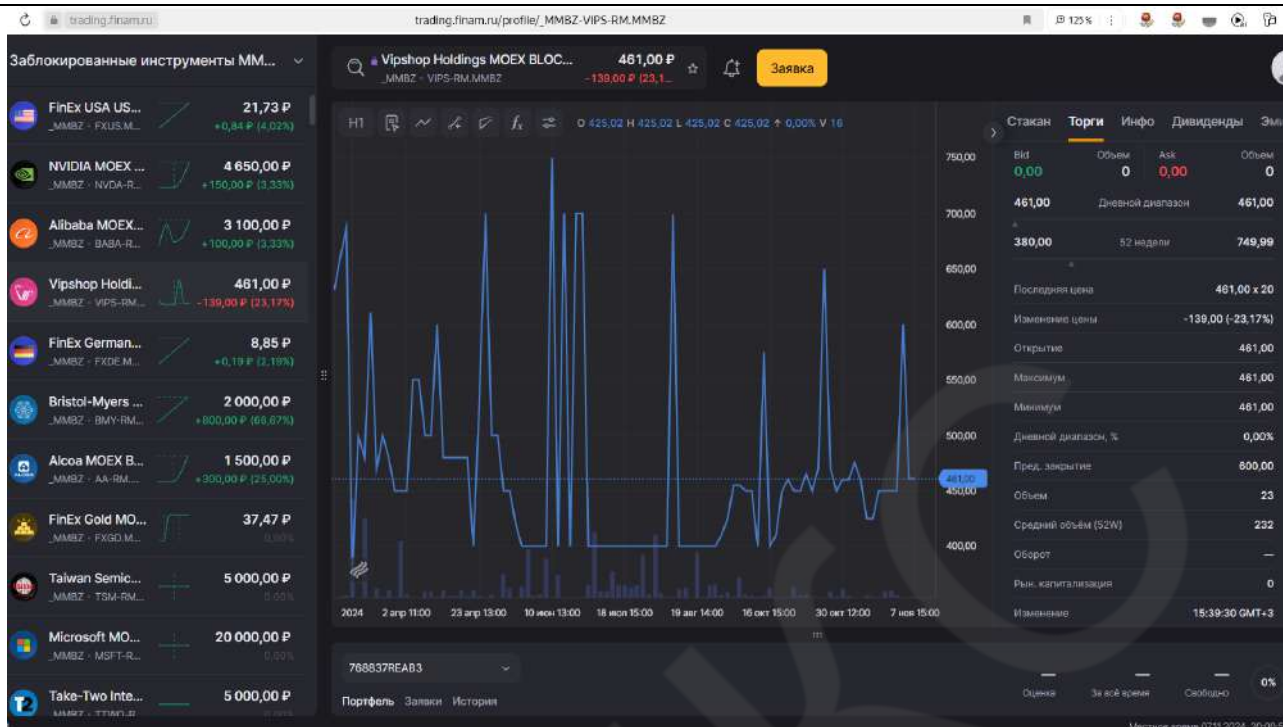 trading.finam.ru
trading.finam.ru/profile/_MMBZ-VIPS-RM.MMBZ
125 %
Заблокированные инструменты ММ...
FinEx USA US...
21,73 ₽
_MMBZ · FXUS.M...
+0,84 ₽ (4,02%)
NVIDIA MOEX ...
4 650,00 ₽
_MMBZ · NVDA-R...
+150,00 ₽ (3,33%)
Alibaba MOEX...
3 100,00 ₽
_MMBZ · BABA-R...
+100,00 ₽ (3,33%)
Vipshop Holdi...
461,00 ₽
_MMBZ · VIPS-RM...
-139,00 ₽ (23,17%)
FinEx German...
8,85 ₽
_MMBZ · FXDE.M...
+0,19 ₽ (2,19%)
Bristol-Myers ...
2 000,00 ₽
_MMBZ · BMY-RM...
+800,00 ₽ (66,67%)
Alcoa MOEX B...
1 500,00 ₽
_MMBZ · AA-RM....
+300,00 ₽ (25,00%)
FinEx Gold MO...
37,47 ₽
_MMBZ · FXGD.M...
0,00%
Taiwan Semic...
5 000,00 ₽
_MMBZ · TSM-RM...
0,00%
Microsoft MO...
20 000,00 ₽
_MMBZ · MSFT-R...
0,00%
Take-Two Inte...
5 000,00 ₽
Vipshop Holdings MOEX BLOC...
461,00 ₽
_MMBZ · VIPS-RM.MMBZ
-139,00 ₽ (23,1...
Заявка
H1
fx
O 425,02 H 425,02 L 425,02 C 425,02 ↑ 0,00% V 16
750,00
700,00
650,00
600,00
550,00
500,00
461,00
450,00
400,00
2024 2 апр 11:00 23 апр 13:00 10 июн 13:00 18 июл 15:00 19 авг 14:00 16 окт 15:00 30 окт 12:00 7 ноя 15:00
768837REAB3
Портфель Заявки История
Оценка
За всё время
Свободно
0%
Стакан Торги Инфо Дивиденды
Bid Объем Ask Объем
0,00 0 0,00 0
461,00 Дневной диапазон 461,00
380,00 52 недели 749,99
Последняя цена 461,00 x 20
Изменение цены -139,00 (-23,17%)
Открытие 461,00
Максимум 461,00
Минимум 461,00
Дневной диапазон, % 0,00%
Пред. закрытие 600,00
Объем 23
Средний объём (52W) 232
Оборот —
Рын. капитализация 0
Изменение 15:39:30 GMT+3